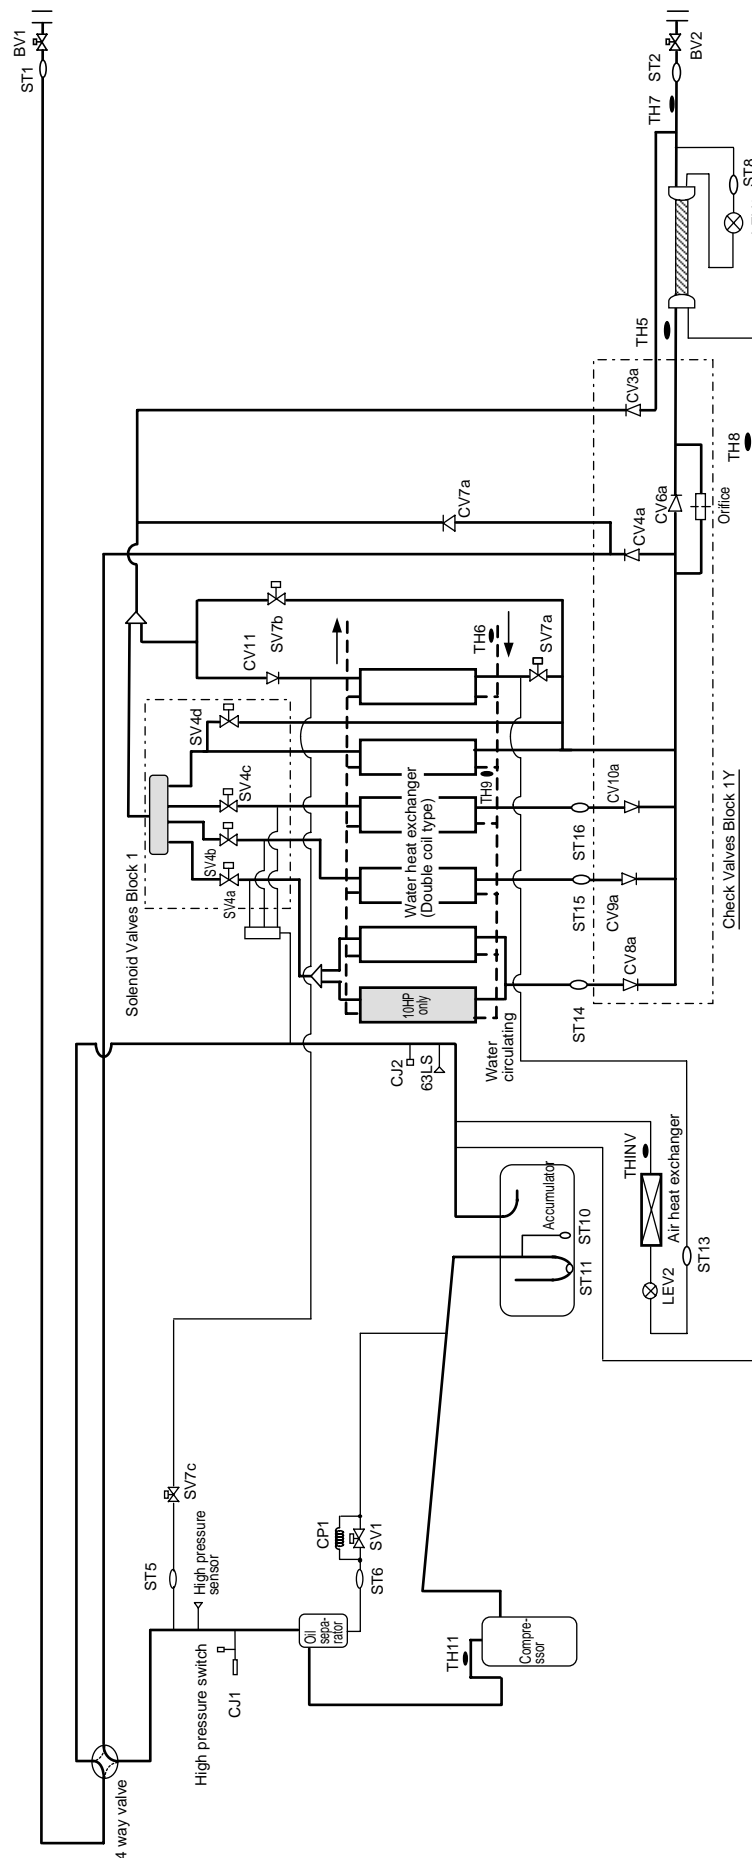 BV1
ST1
BV2
ST2
TH7
ST8
TH5
CV3a
TH8
CV7a
CV6a
CV4a
Orifice
SV7b
CV11
TH6
SV7a
SV4d
SV4c
SV4b
SV4a
Solenoid Valves Block 1
TH9
Water heat exchanger
(Double coil type)
CV10a
ST16
ST15
CV9a
CV8a
ST14
Check Valves Block 1Y
10HP
only
Water
circulating
CJ2
63LS
THINV
Air heat exchanger
Accumulator
ST10
ST11
LEV2
ST13
SV7c
ST5
High pressure
sensor
CP1
SV1
ST6
High pressure switch
CJ1
Oil
sepa-
rator
TH11
Compre-
ssor
4 way valve